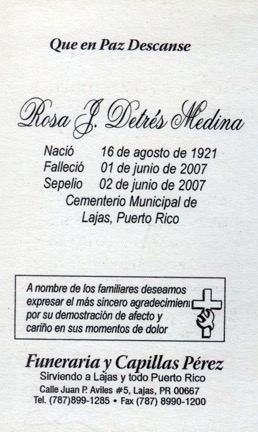 Que en Paz Descanse
Rosa J. Detrés Medina
Nació 16 de agosto de 1921
Falleció 01 de junio de 2007
Sepelio 02 de junio de 2007
Cementerio Municipal de
Lajas, Puerto Rico
A nombre de los familiares deseamos
expresar el más sincero agradecimien
por su demostración de afecto y
cariño en sus momentos de dolor
Funeraria y Capillas Pérez
Sirviendo a Lajas y todo Puerto Rico
Calle Juan P. Aviles #5, Lajas, PR 00667
Tel. (787)899-1285 • Fax (787) 8990-1200